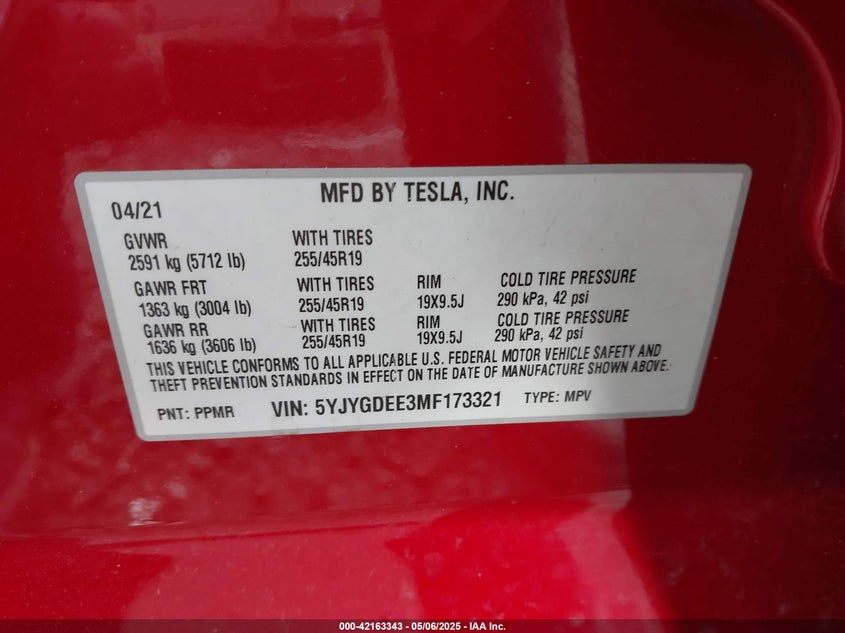 MFD BY TESLA, INC.
04/21
GVWR WITH TIRES
2591 kg (5712 lb) 255/45R19
GAWR FRT WITH TIRES RIM COLD TIRE PRESSURE
1363 kg (3004 lb) 255/45R19 19X9.5J 290 kPa, 42 psi
GAWR RR WITH TIRES RIM COLD TIRE PRESSURE
1636 kg (3606 lb) 255/45R19 19X9.5J 290 kPa, 42 psi
THIS VEHICLE CONFORMS TO ALL APPLICABLE U.S. FEDERAL MOTOR VEHICLE SAFETY AND
THEFT PREVENTION STANDARDS IN EFFECT ON THE DATE OF MANUFACTURE SHOWN ABOVE.
PNT: PPMR VIN: 5YJYGDEE3MF173321 TYPE: MPV
000-42163343 — 05/06/2025 — IAA Inc.